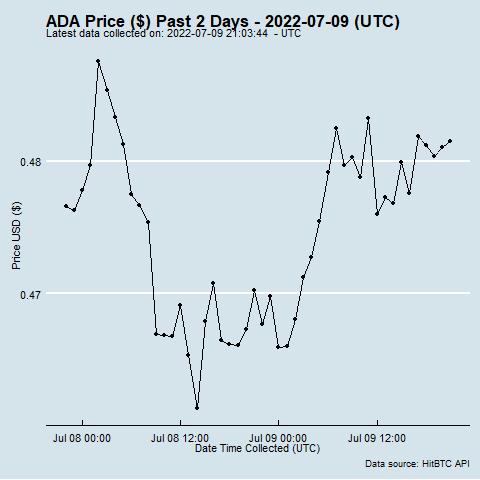 ADA Price ($) Past 2 Days - 2022-07-09 (UTC)
Latest data collected on: 2022-07-09 21:03:44  - UTC
Price USD ($)
0.48
0.47
Jul 08 00:00
Jul 08 12:00
Jul 09 00:00
Jul 09 12:00
Date Time Collected (UTC)
Data source: HitBTC API